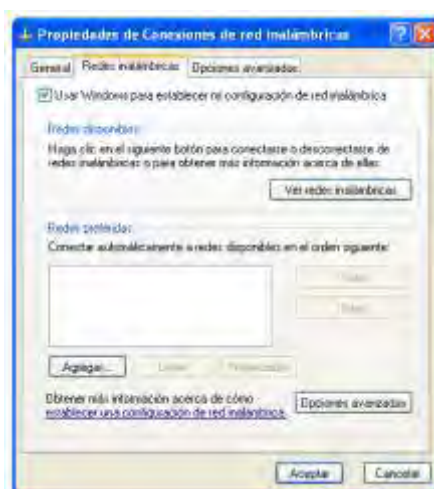 Propiedades de Conexiones de red inalámbricas
General Redes inalámbricas Opciones avanzadas
Usar Windows para establecer mi configuración de red inalámbrica
Redes disponibles:
Haga clic en el siguiente botón para conectarse o desconectarse de
redes inalámbricas o para obtener más información acerca de ellas.
Ver redes inalámbricas
Redes preferidas:
Conectar automáticamente a redes disponibles en el orden siguiente:
Agregar...
Obtener más información acerca de cómo
establecer una configuración de red inalámbrica.
Opciones avanzadas
Aceptar Cancelar